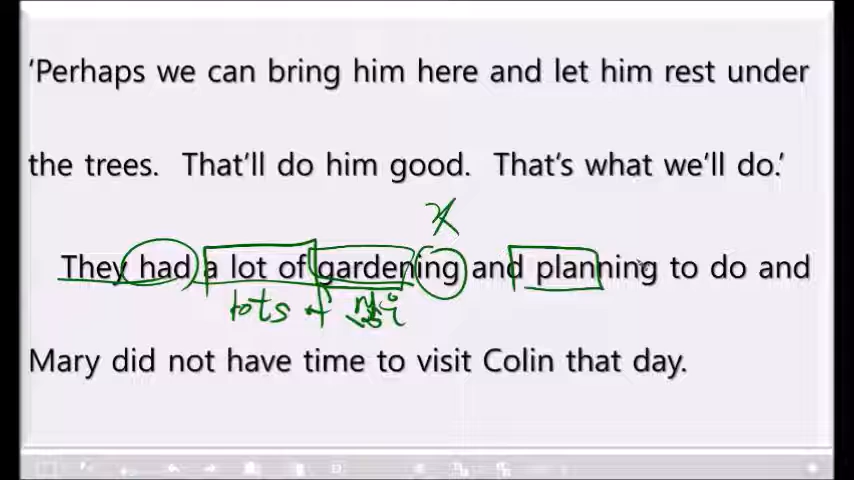 ‘Perhaps we can bring him here and let him rest under
the trees. That’ll do him good. That’s what we’ll do.’
X
They had a lot of gardening and planning to do and
lots of
Mary did not have time to visit Colin that day.